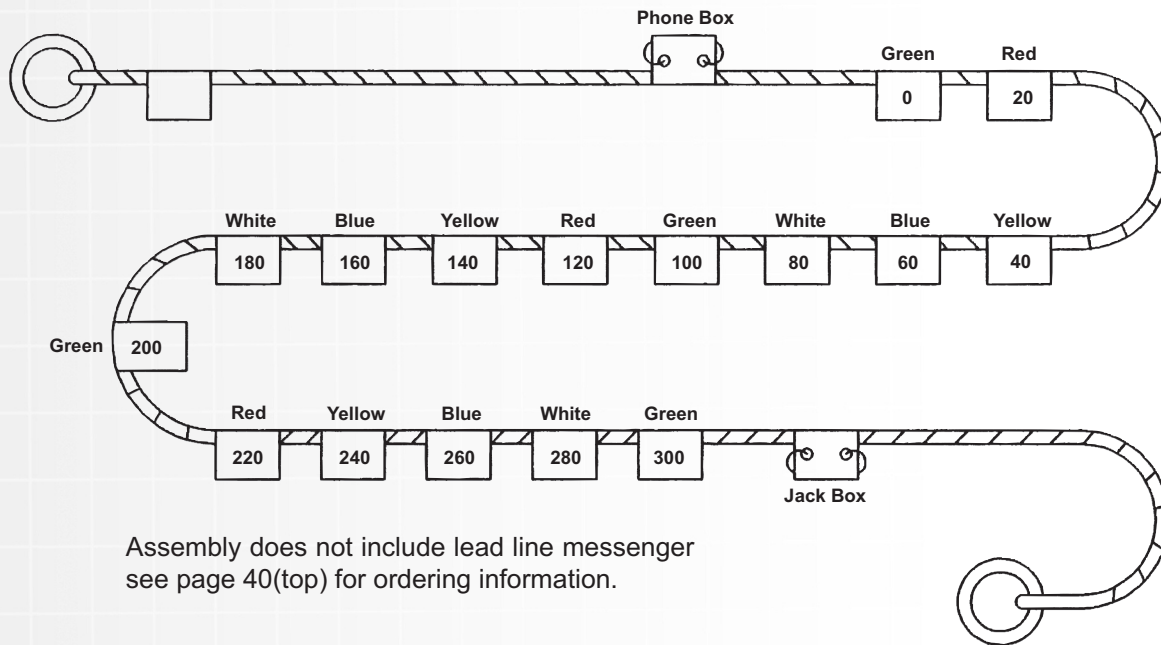 Phone Box
Green Red
0 20
White Blue Yellow Red Green White Blue Yellow
180 160 140 120 100 80 60 40
Green 200
Red Yellow Blue White Green
220 240 260 280 300
Jack Box
Assembly does not include lead line messenger
see page 40(top) for ordering information.